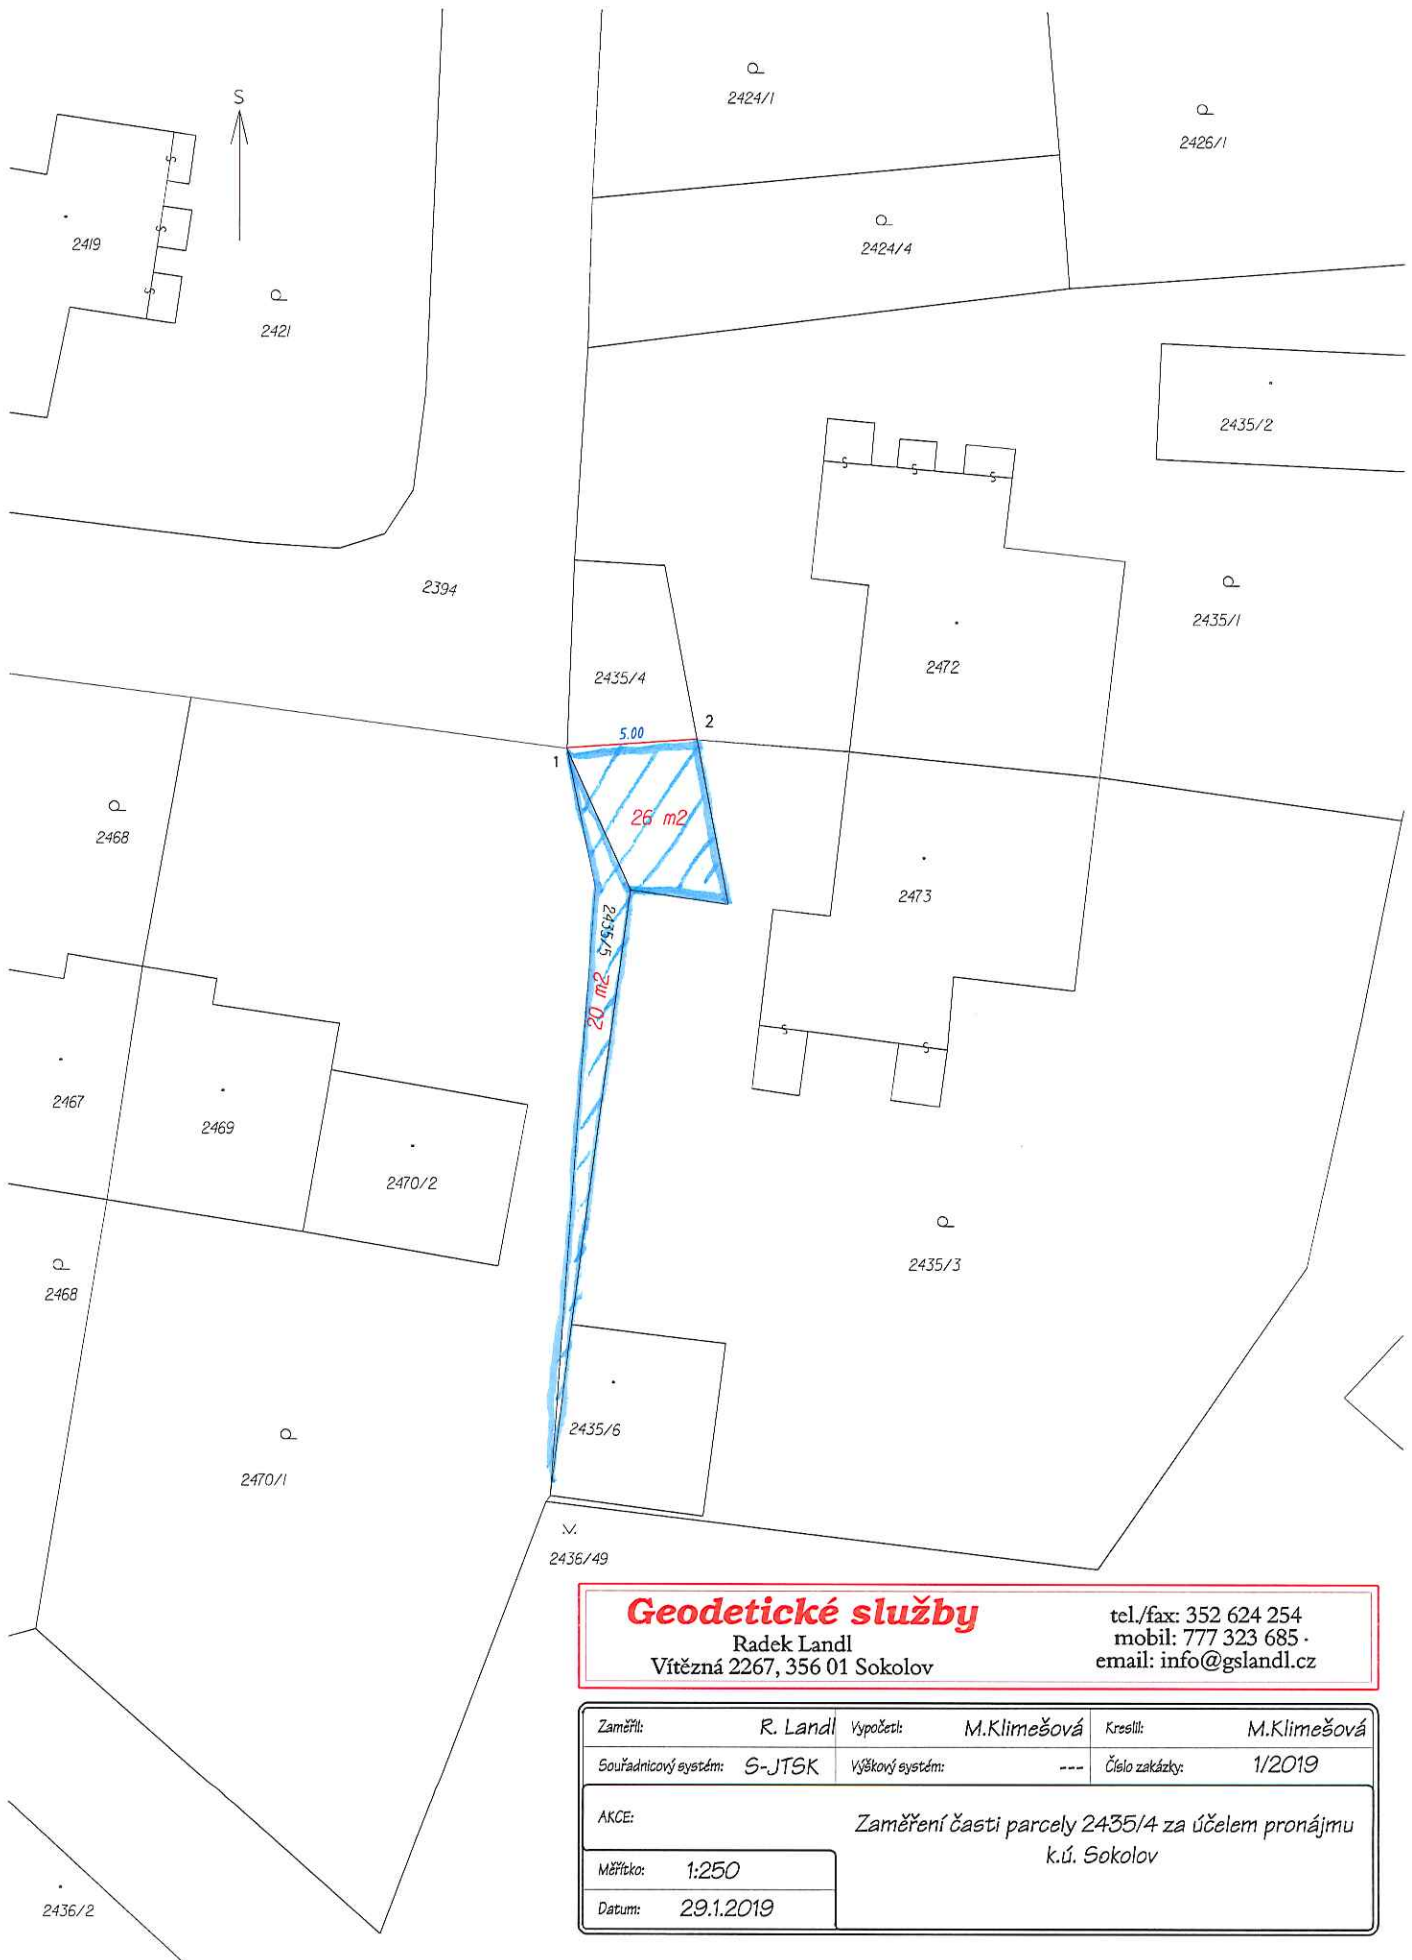 S
P
2424/1
P
2426/1
2419
S
S
S
P
2421
P
2424/4
2435/2
S
S
S
2394
P
2435/1
2472
2435/4
5.00
1
2
26 m2
P
2468
2473
2435/5
20 m2
S
S
2467
2469
2470/2
P
2468
P
2435/3
P
2470/1
2435/6
v.
2436/49
2436/2
Geodetické služby
Radek Landl
Vítězná 2267, 356 01 Sokolov
tel./fax: 352 624 254
mobil: 777 323 685
email: info@gslandl.cz
Zaměřil: R. Landl Vypočetl: M.Klimešová Kreslil: M.Klimešová
Souřadnicový systém: S-JTSK Výškový systém: --- Číslo zakázky: 1/2019
AKCE: Zaměření časti parcely 2435/4 za účelem pronájmu
k.ú. Sokolov
Měřítko: 1:250
Datum: 29.1.2019